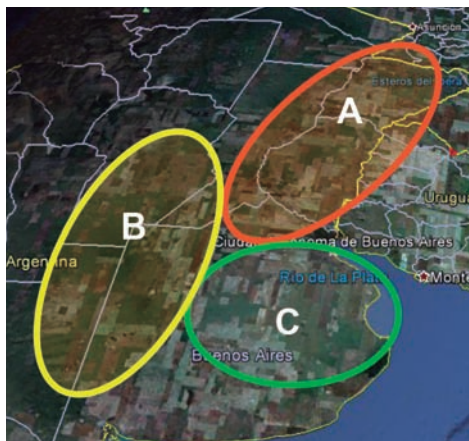 Asunción
Esteros del Iberá
A
B
Uruguay
Ciudad Autónoma de Buenos Aires
Argentina
Río de La Plata
Monte
C
Buenos Aires